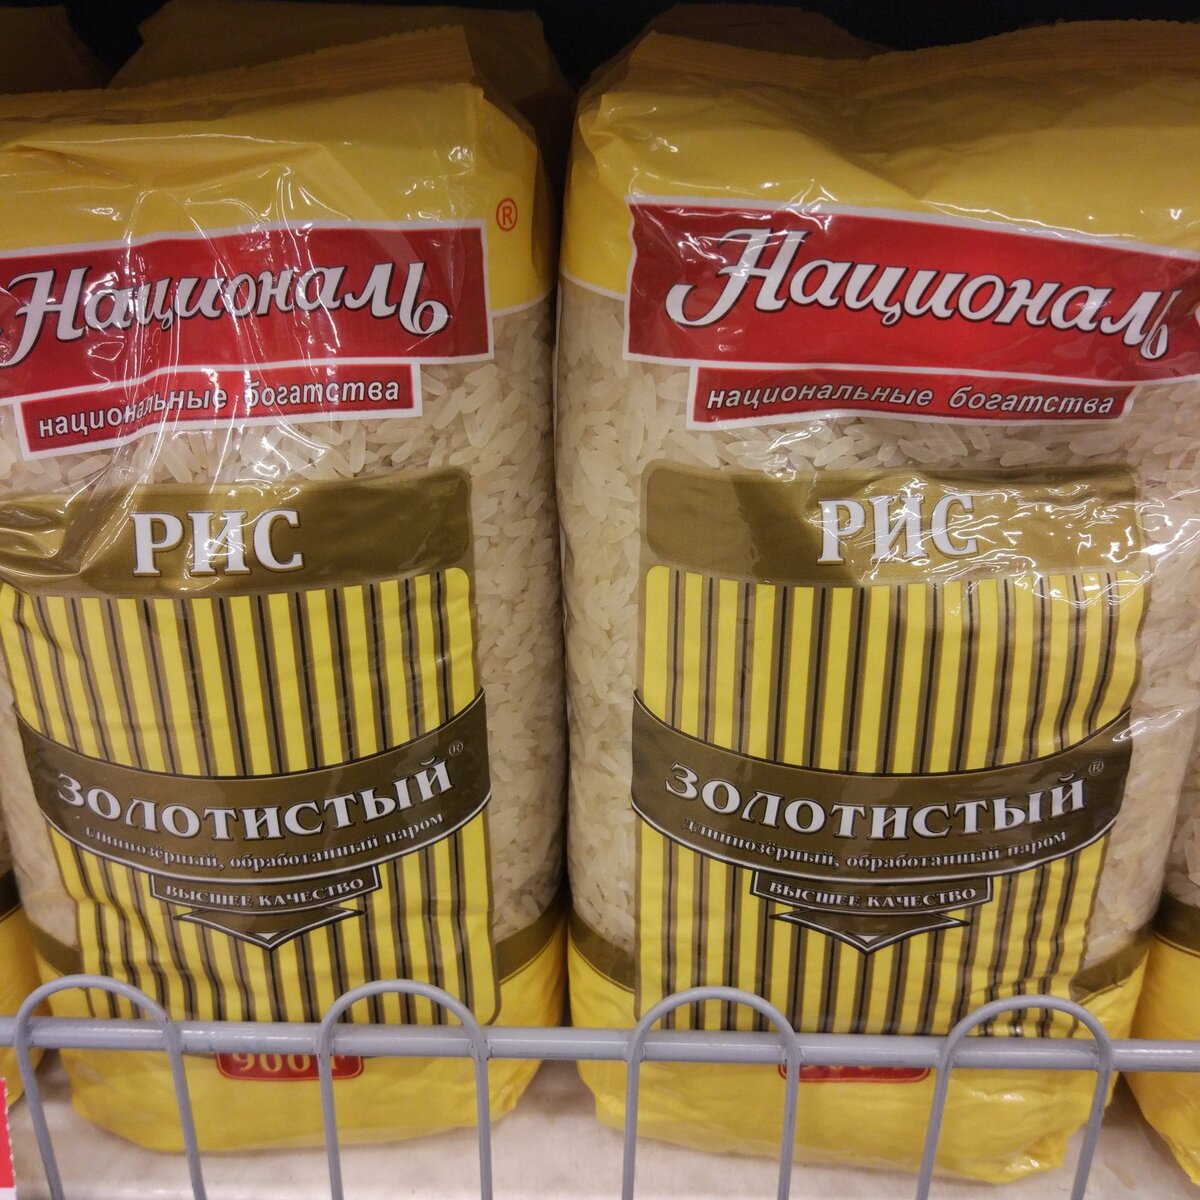 Националь
®
национальные богатства
РИС
ЗОЛОТИСТЫЙ®
длиннозёрный, обработанный паром
ВЫСШЕЕ КАЧЕСТВО
900 г
Националь
национальные богатства
РИС
ЗОЛОТИСТЫЙ®
длиннозёрный, обработанный паром
ВЫСШЕЕ КАЧЕСТВО